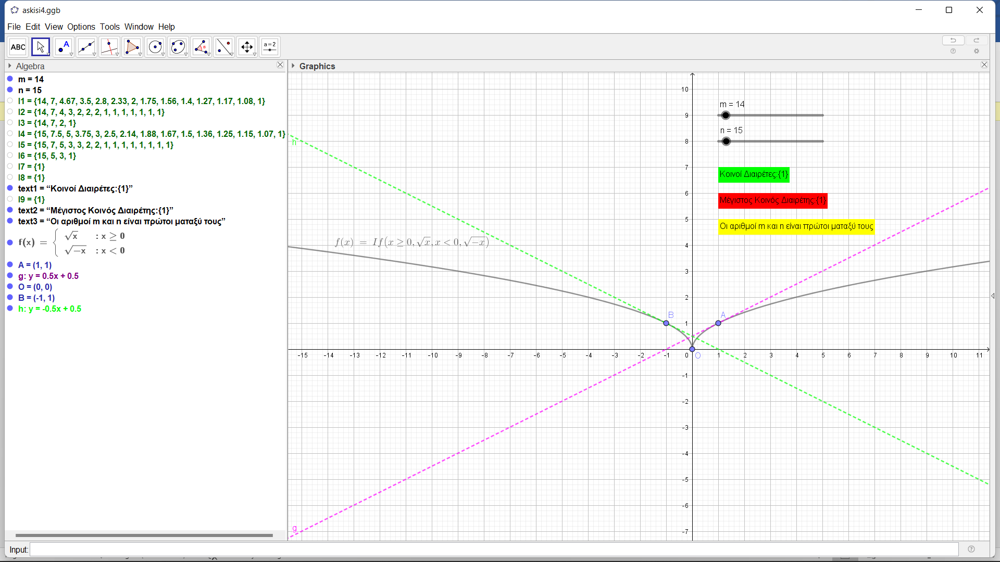 askisi4.ggb
File Edit View Options Tools Window Help
ABC A α a=2
Algebra
m = 14
n = 15
l1 = {14, 7, 4.67, 3.5, 2.8, 2.33, 2, 1.75, 1.56, 1.4, 1.27, 1.17, 1.08, 1}
l2 = {14, 7, 4, 3, 2, 2, 2, 1, 1, 1, 1, 1, 1, 1}
l3 = {14, 7, 2, 1}
l4 = {15, 7.5, 5, 3.75, 3, 2.5, 2.14, 1.88, 1.67, 1.5, 1.36, 1.25, 1.15, 1.07, 1}
l5 = {15, 7, 5, 3, 3, 2, 2, 1, 1, 1, 1, 1, 1, 1, 1}
l6 = {15, 5, 3, 1}
l7 = {1}
l8 = {1}
text1 = “Κοινοί Διαιρέτες:{1}”
l9 = {1}
text2 = “Μέγιστος Κοινός Διαιρέτης:{1}”
text3 = “Οι αριθμοί m και n είναι πρώτοι ματαξύ τους”
f(x) = { √x : x ≥ 0
√−x : x < 0
A = (1, 1)
g: y = 0.5x + 0.5
O = (0, 0)
B = (-1, 1)
h: y = -0.5x + 0.5
Graphics
m = 14
n = 15
Κοινοί Διαιρέτες:{1}
Μέγιστος Κοινός Διαιρέτης:{1}
Οι αριθμοί m και n είναι πρώτοι ματαξύ τους
f(x) = If(x ≥ 0, √x, x < 0, √−x)
h
B
A
O
g
10
9
8
7
6
5
4
3
2
1
-15 -14 -13 -12 -11 -10 -9 -8 -7 -6 -5 -4 -3 -2 -1 0 1 2 3 4 5 6 7 8 9 10 11
-1
-2
-3
-4
-5
-6
-7
Input: